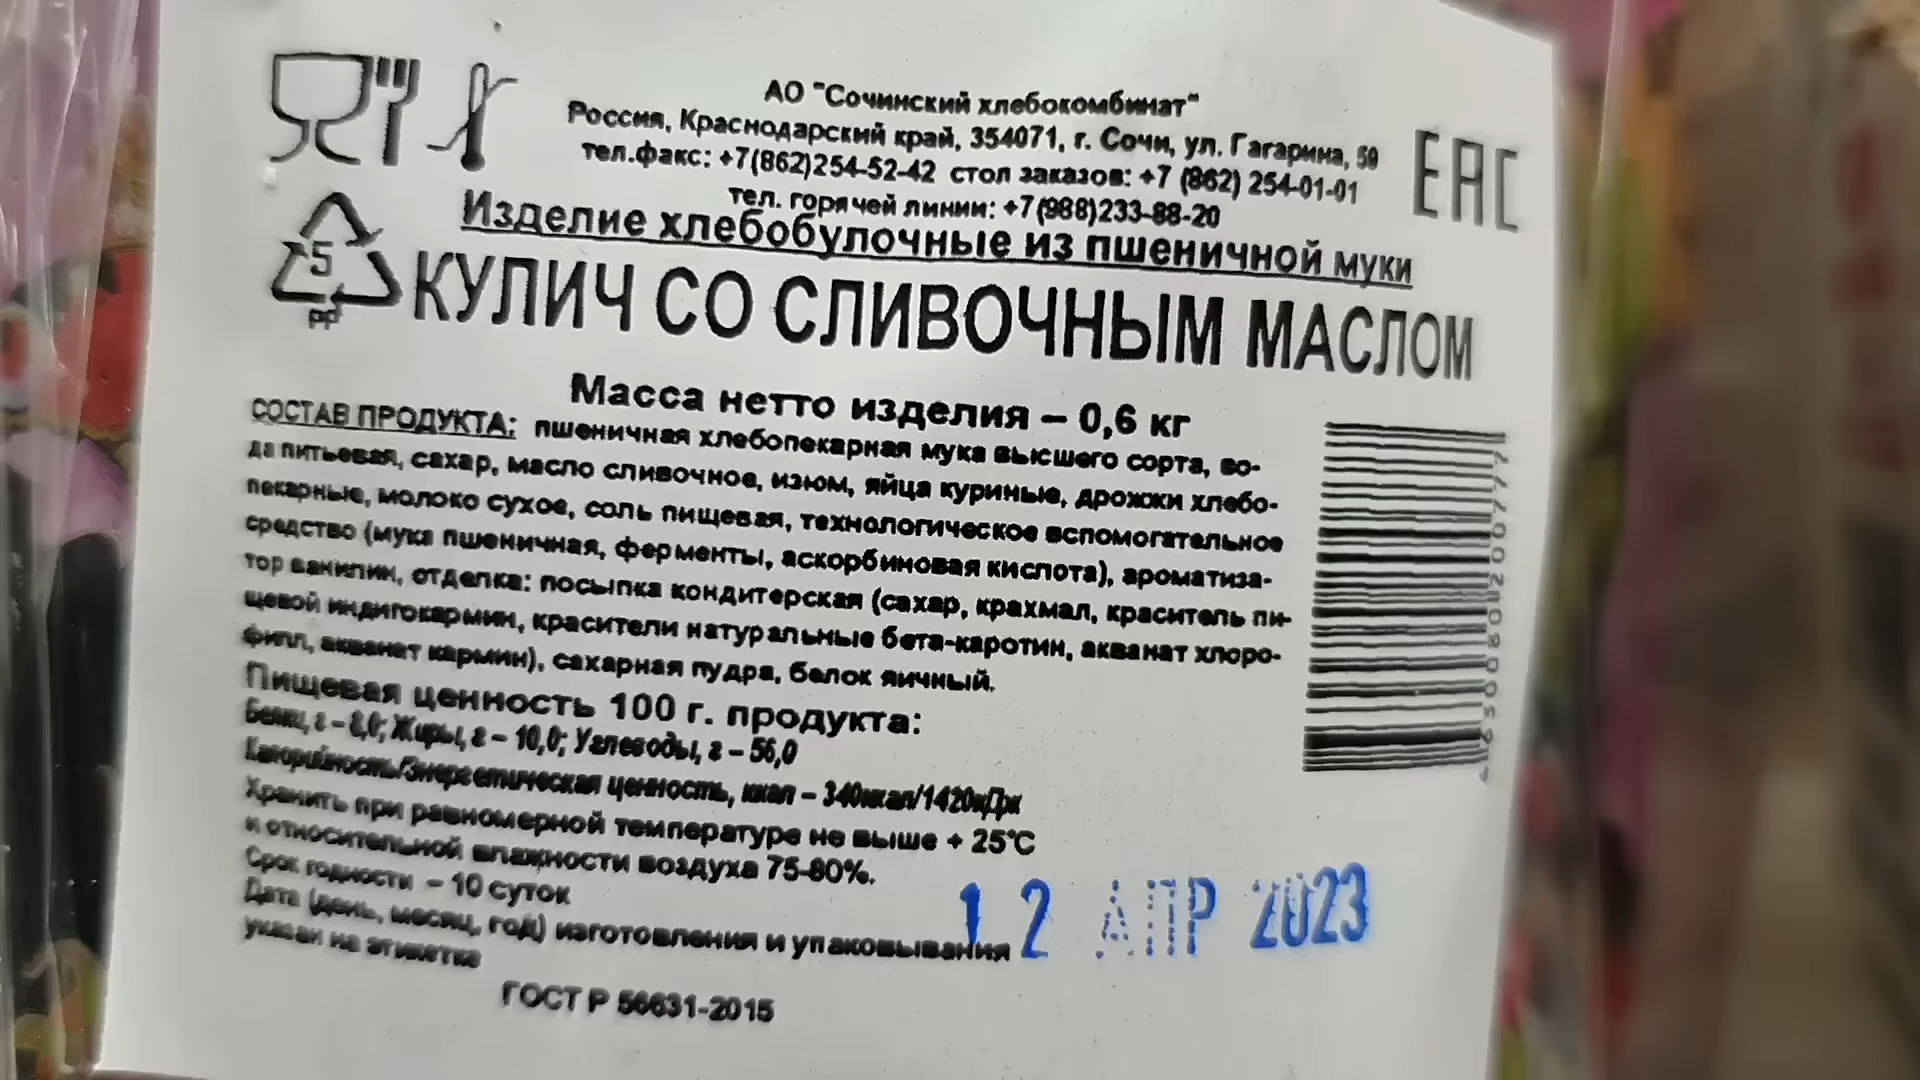 АО "Сочинский хлебокомбинат"
Россия, Краснодарский край, 354071, г. Сочи, ул. Гагарина, 59
тел.факс: +7(862)254-52-42 стол заказов: +7 (862) 254-01-01
тел. горячей линии: +7(988)233-88-20
EAC
Изделие хлебобулочные из пшеничной муки
5
PP
КУЛИЧ СО СЛИВОЧНЫМ МАСЛОМ
Масса нетто изделия – 0,6 кг
СОСТАВ ПРОДУКТА: пшеничная хлебопекарная мука высшего сорта, во-
да питьевая, сахар, масло сливочное, изюм, яйца куриные, дрожжи хлебо-
пекарные, молоко сухое, соль пищевая, технологическое вспомогательное
средство (мука пшеничная, ферменты, аскорбиновая кислота), ароматиза-
тор ванилин, отделка: посыпка кондитерская (сахар, крахмал, краситель пи-
щевой индигокармин, красители натуральные бета-каротин, акванат хлоро-
филл, акванат кармин), сахарная пудра, белок яичный.
Пищевая ценность 100 г. продукта:
Белки, г – 8,0; Жиры, г – 10,0; Углеводы, г – 56,0
Калорийность/Энергетическая ценность, ккал – 340ккал/1420кДж
Хранить при равномерной температуре не выше + 25°С
и относительной влажности воздуха 75-80%.
Срок годности – 10 суток
Дата (день, месяц, год) изготовления и упаковывания
указан на этикетке
12 АПР 2023
ГОСТ Р 56631-2015